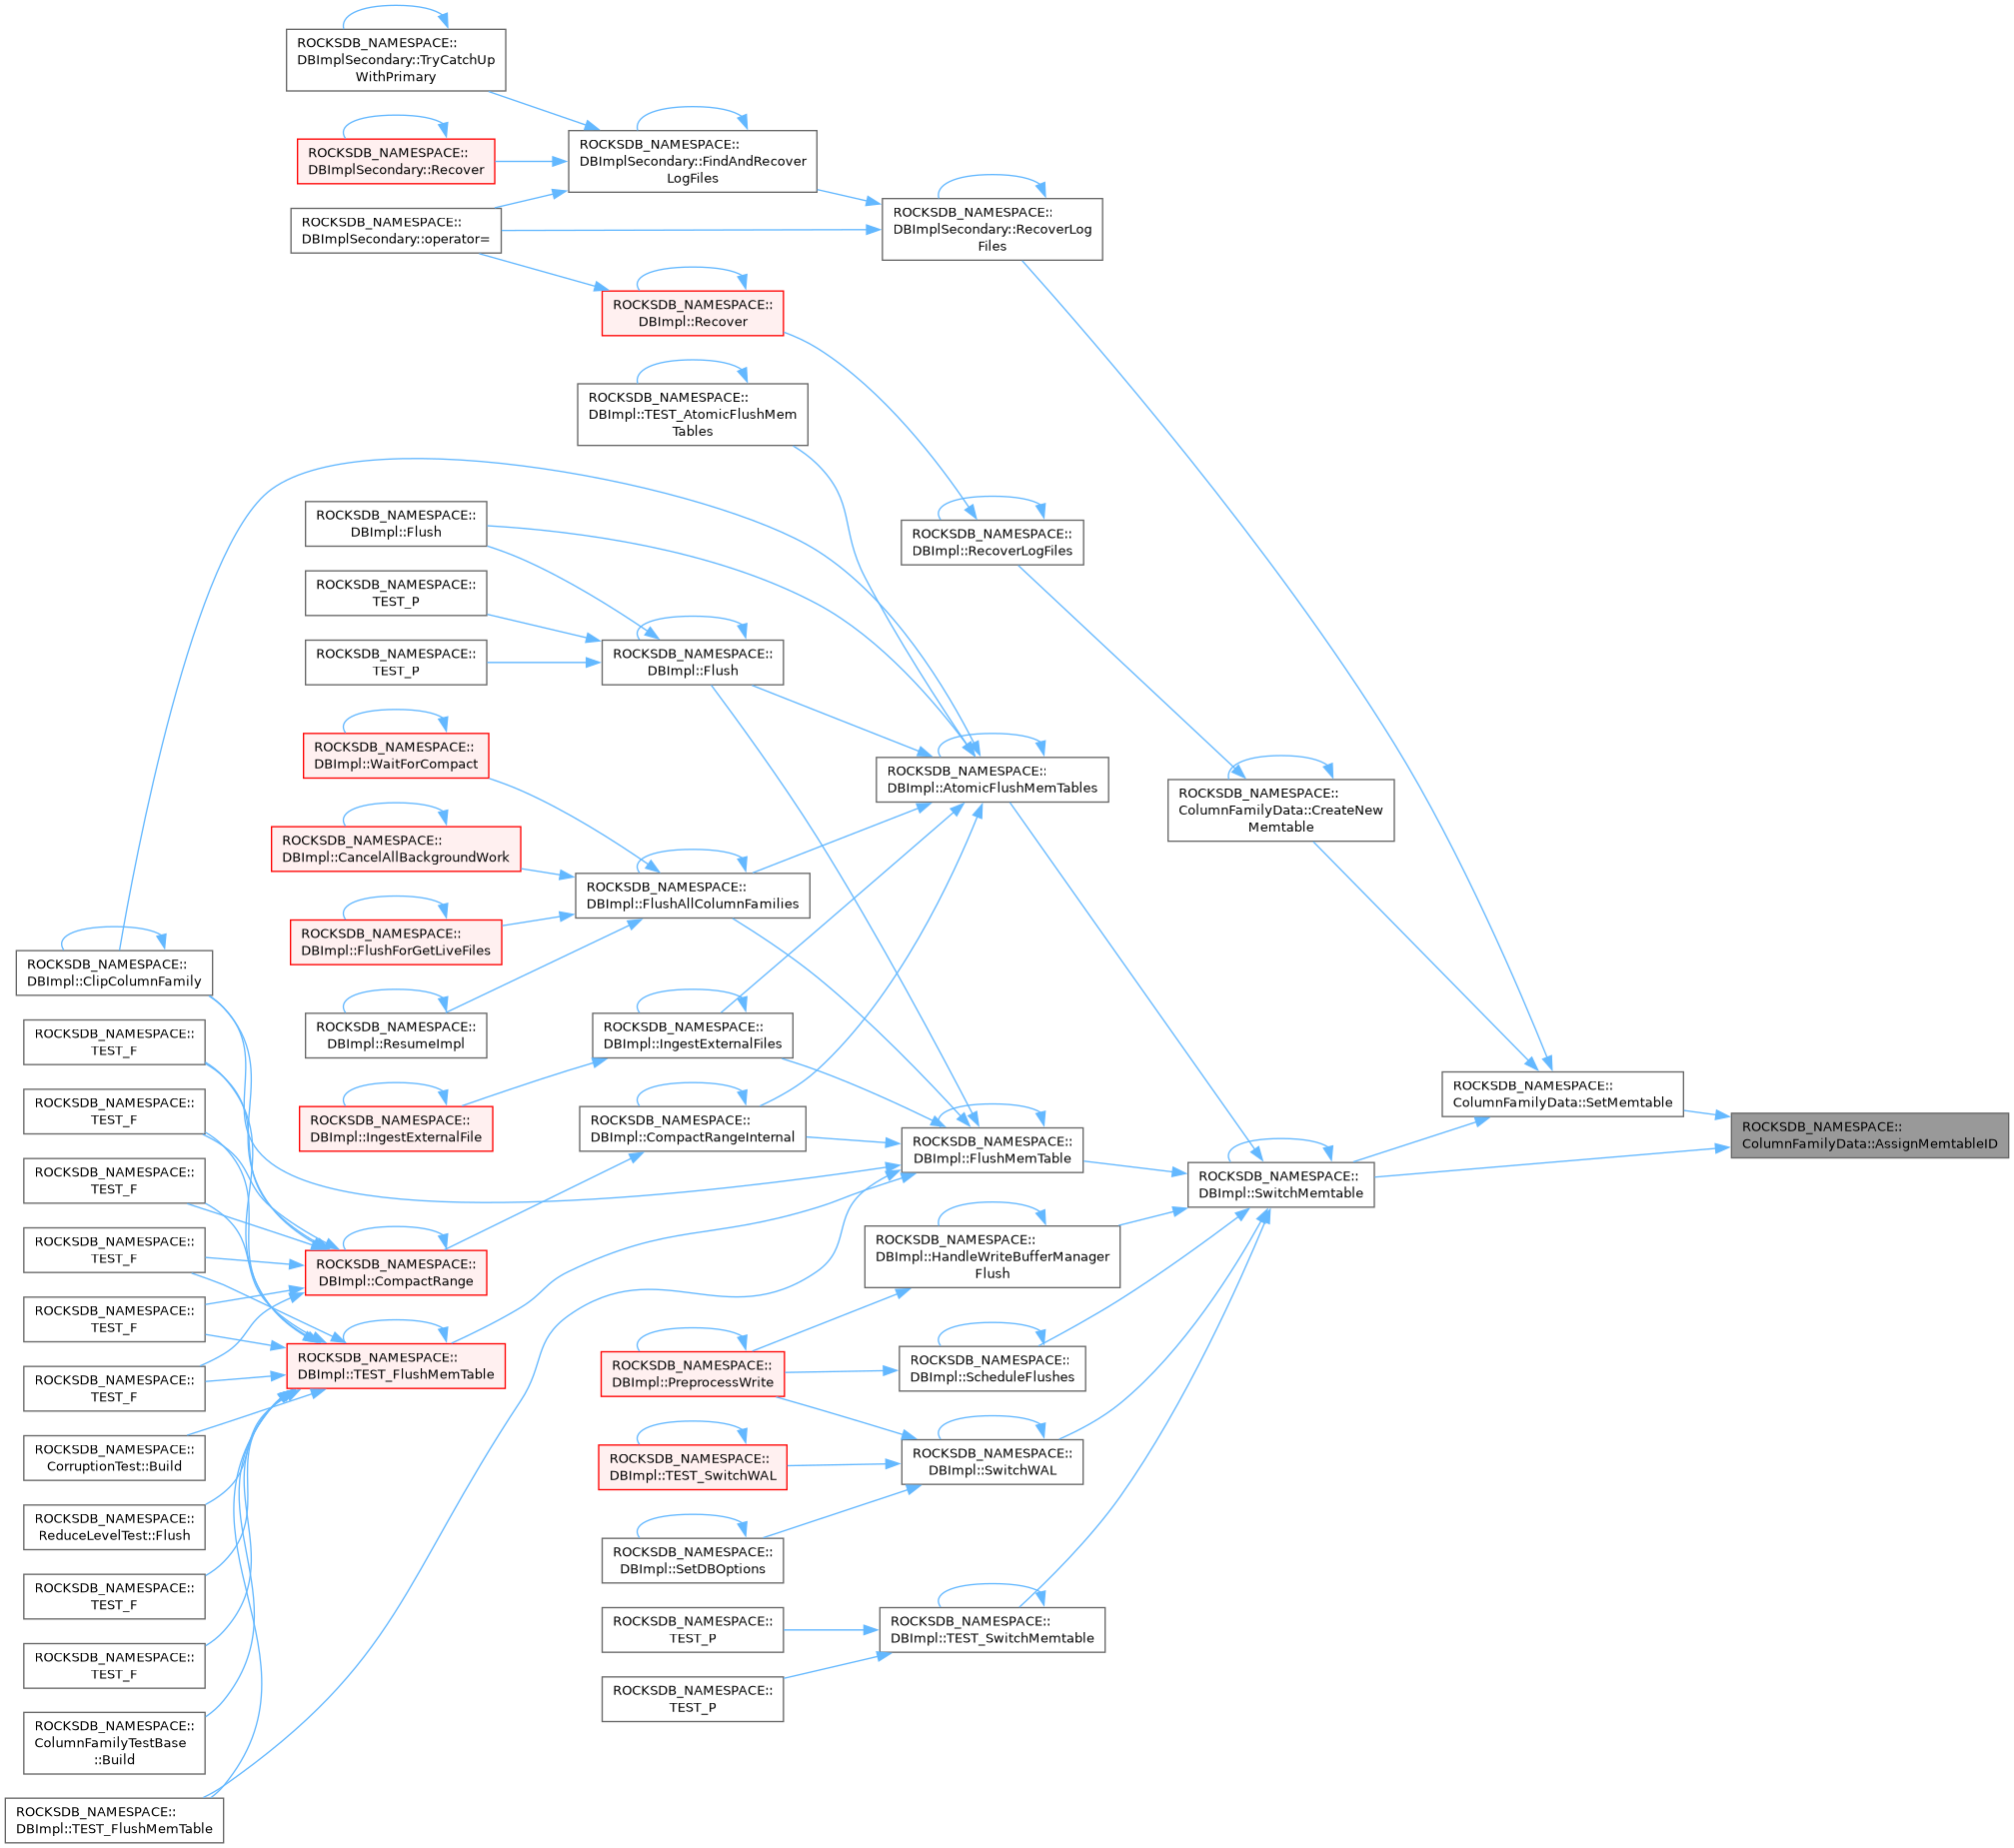 ROCKSDB_NAMESPACE::
DBImplSecondary::TryCatchUp
WithPrimary
ROCKSDB_NAMESPACE::
DBImplSecondary::FindAndRecover
LogFiles
ROCKSDB_NAMESPACE::
DBImplSecondary::Recover
ROCKSDB_NAMESPACE::
DBImplSecondary::operator=
ROCKSDB_NAMESPACE::
DBImplSecondary::RecoverLog
Files
ROCKSDB_NAMESPACE::
DBImpl::Recover
ROCKSDB_NAMESPACE::
DBImpl::TEST_AtomicFlushMem
Tables
ROCKSDB_NAMESPACE::
DBImpl::Flush
ROCKSDB_NAMESPACE::
DBImpl::RecoverLogFiles
ROCKSDB_NAMESPACE::
TEST_P
ROCKSDB_NAMESPACE::
TEST_P
ROCKSDB_NAMESPACE::
DBImpl::Flush
ROCKSDB_NAMESPACE::
DBImpl::WaitForCompact
ROCKSDB_NAMESPACE::
DBImpl::AtomicFlushMemTables
ROCKSDB_NAMESPACE::
ColumnFamilyData::CreateNew
Memtable
ROCKSDB_NAMESPACE::
DBImpl::CancelAllBackgroundWork
ROCKSDB_NAMESPACE::
DBImpl::FlushAllColumnFamilies
ROCKSDB_NAMESPACE::
DBImpl::FlushForGetLiveFiles
ROCKSDB_NAMESPACE::
DBImpl::ClipColumnFamily
ROCKSDB_NAMESPACE::
DBImpl::ResumeImpl
ROCKSDB_NAMESPACE::
DBImpl::IngestExternalFiles
ROCKSDB_NAMESPACE::
TEST_F
ROCKSDB_NAMESPACE::
ColumnFamilyData::SetMemtable
ROCKSDB_NAMESPACE::
TEST_F
ROCKSDB_NAMESPACE::
DBImpl::IngestExternalFile
ROCKSDB_NAMESPACE::
DBImpl::CompactRangeInternal
ROCKSDB_NAMESPACE::
ColumnFamilyData::AssignMemtableID
ROCKSDB_NAMESPACE::
DBImpl::FlushMemTable
ROCKSDB_NAMESPACE::
TEST_F
ROCKSDB_NAMESPACE::
DBImpl::SwitchMemtable
ROCKSDB_NAMESPACE::
TEST_F
ROCKSDB_NAMESPACE::
DBImpl::HandleWriteBufferManager
Flush
ROCKSDB_NAMESPACE::
DBImpl::CompactRange
ROCKSDB_NAMESPACE::
TEST_F
ROCKSDB_NAMESPACE::
DBImpl::TEST_FlushMemTable
ROCKSDB_NAMESPACE::
DBImpl::PreprocessWrite
ROCKSDB_NAMESPACE::
DBImpl::ScheduleFlushes
ROCKSDB_NAMESPACE::
TEST_F
ROCKSDB_NAMESPACE::
CorruptionTest::Build
ROCKSDB_NAMESPACE::
DBImpl::TEST_SwitchWAL
ROCKSDB_NAMESPACE::
DBImpl::SwitchWAL
ROCKSDB_NAMESPACE::
ReduceLevelTest::Flush
ROCKSDB_NAMESPACE::
DBImpl::SetDBOptions
ROCKSDB_NAMESPACE::
TEST_F
ROCKSDB_NAMESPACE::
TEST_P
ROCKSDB_NAMESPACE::
DBImpl::TEST_SwitchMemtable
ROCKSDB_NAMESPACE::
TEST_F
ROCKSDB_NAMESPACE::
TEST_P
ROCKSDB_NAMESPACE::
ColumnFamilyTestBase
::Build
ROCKSDB_NAMESPACE::
DBImpl::TEST_FlushMemTable